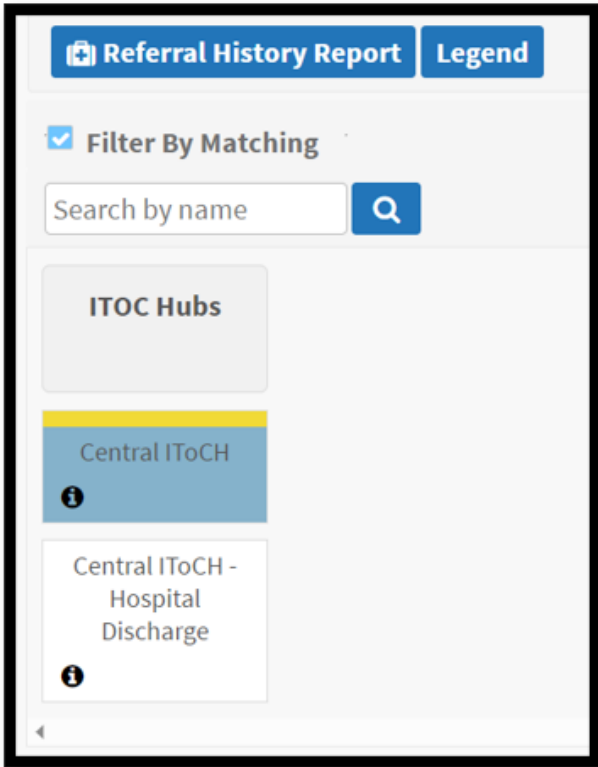 Referral History Report Legend
Filter By Matching
Search by name
ITOC Hubs
Central IToCH
Central IToCH -
Hospital
Discharge